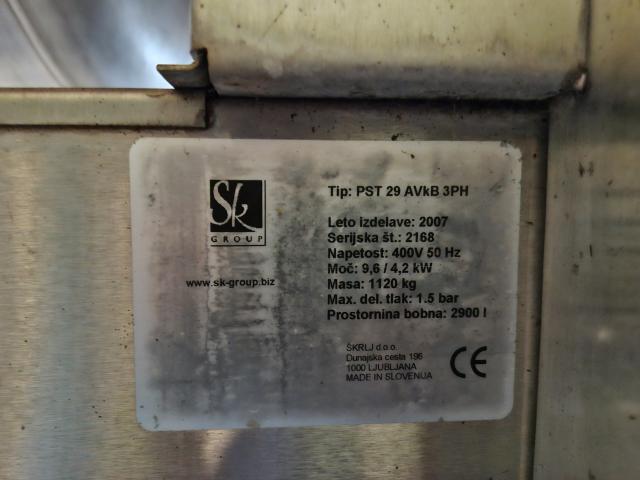 Sk
GROUP
www.sk-group.biz
Tip: PST 29 AVkB 3PH
Leto izdelave: 2007
Serijska št.: 2168
Napetost: 400V 50 Hz
Moč: 9,6 / 4,2 kW
Masa: 1120 kg
Max. del. tlak: 1.5 bar
Prostornina bobna: 2900 l
ŠKRLJ d.o.o.
Dunajska cesta 196
1000 LJUBLJANA
MADE IN SLOVENIJA
CE